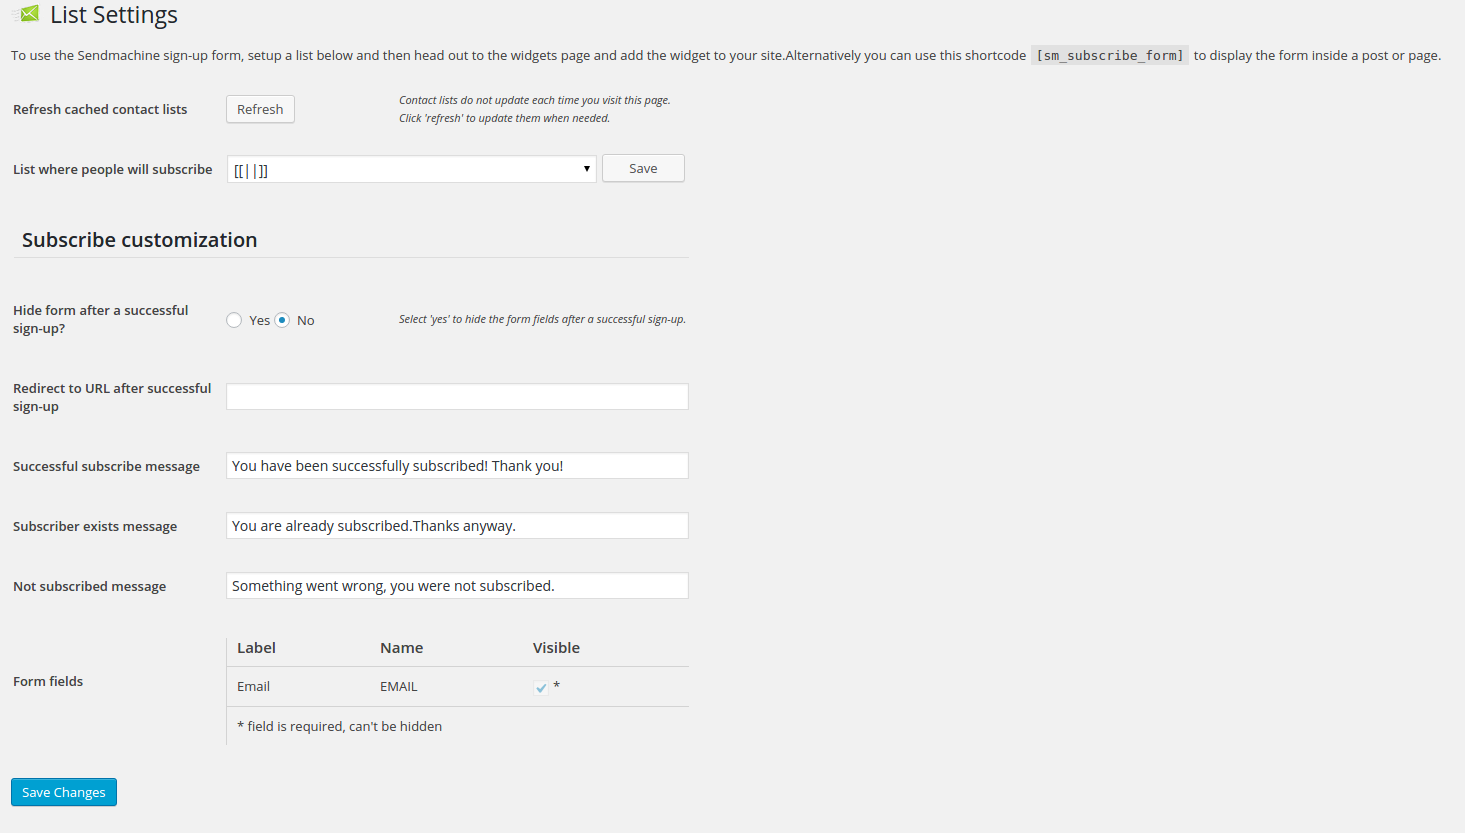 List Settings
To use the Sendmachine sign-up form, setup a list below and then head out to the widgets page and add the widget to your site.Alternatively you can use this shortcode [sm_subscribe_form] to display the form inside a post or page.
Refresh cached contact lists
Refresh
Contact lists do not update each time you visit this page.
Click 'refresh' to update them when needed.
List where people will subscribe
[[||]]
Save
Subscribe customization
Hide form after a successful
sign-up?
Yes No
Select 'yes' to hide the form fields after a successful sign-up.
Redirect to URL after successful
sign-up
Successful subscribe message
You have been successfully subscribed! Thank you!
Subscriber exists message
You are already subscribed.Thanks anyway.
Not subscribed message
Something went wrong, you were not subscribed.
Form fields
Label Name Visible
Email EMAIL *
* field is required, can't be hidden
Save Changes